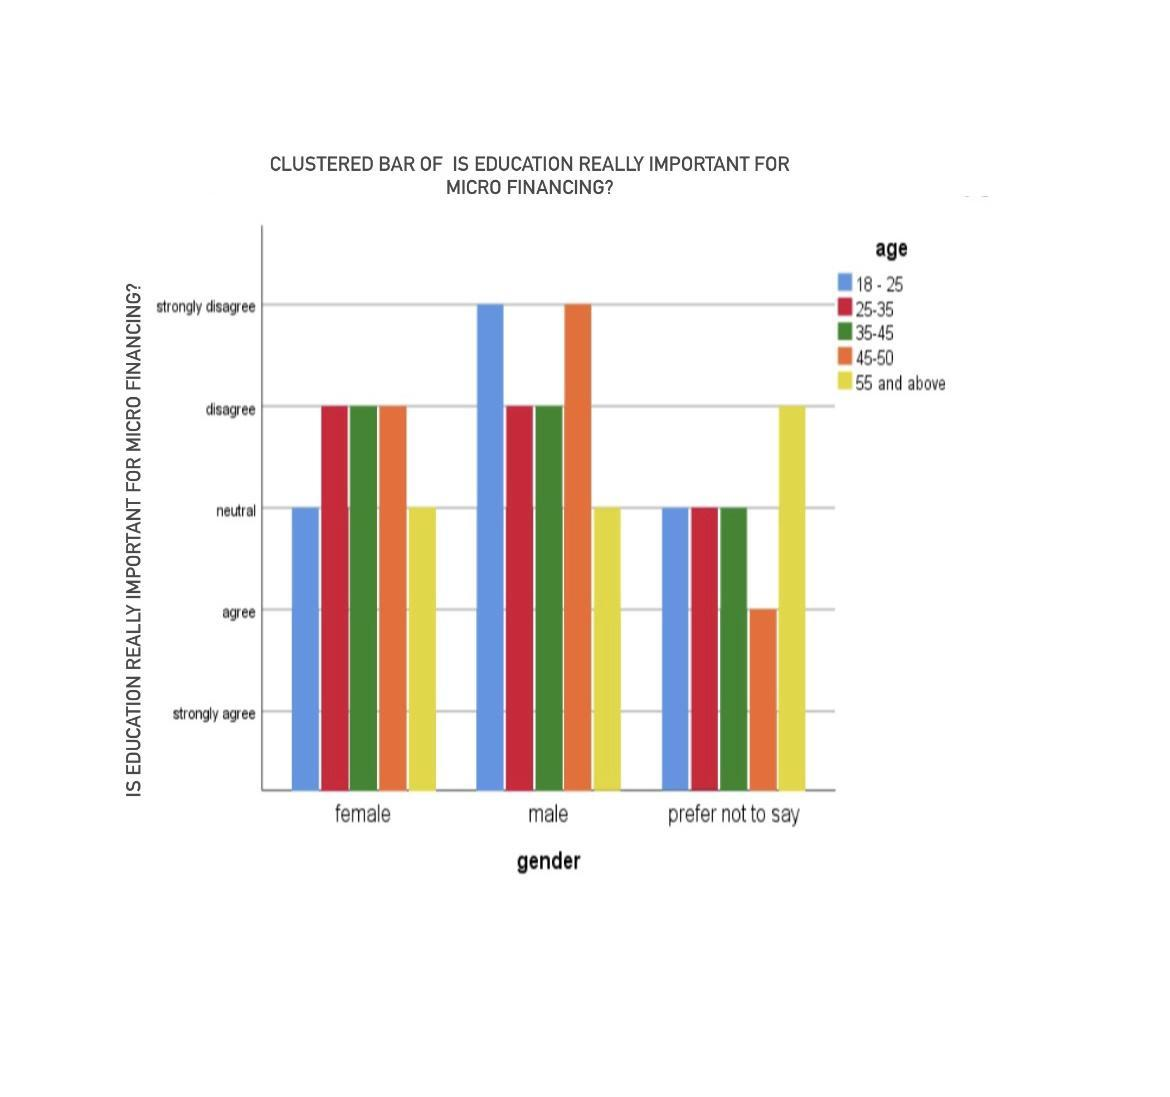 CLUSTERED BAR OF IS EDUCATION REALLY IMPORTANT FOR
MICRO FINANCING?
IS EDUCATION REALLY IMPORTANT FOR MICRO FINANCING?
strongly disagree
disagree
neutral
agree
strongly agree
female
male
prefer not to say
gender
age
18 - 25
25-35
35-45
45-50
55 and above